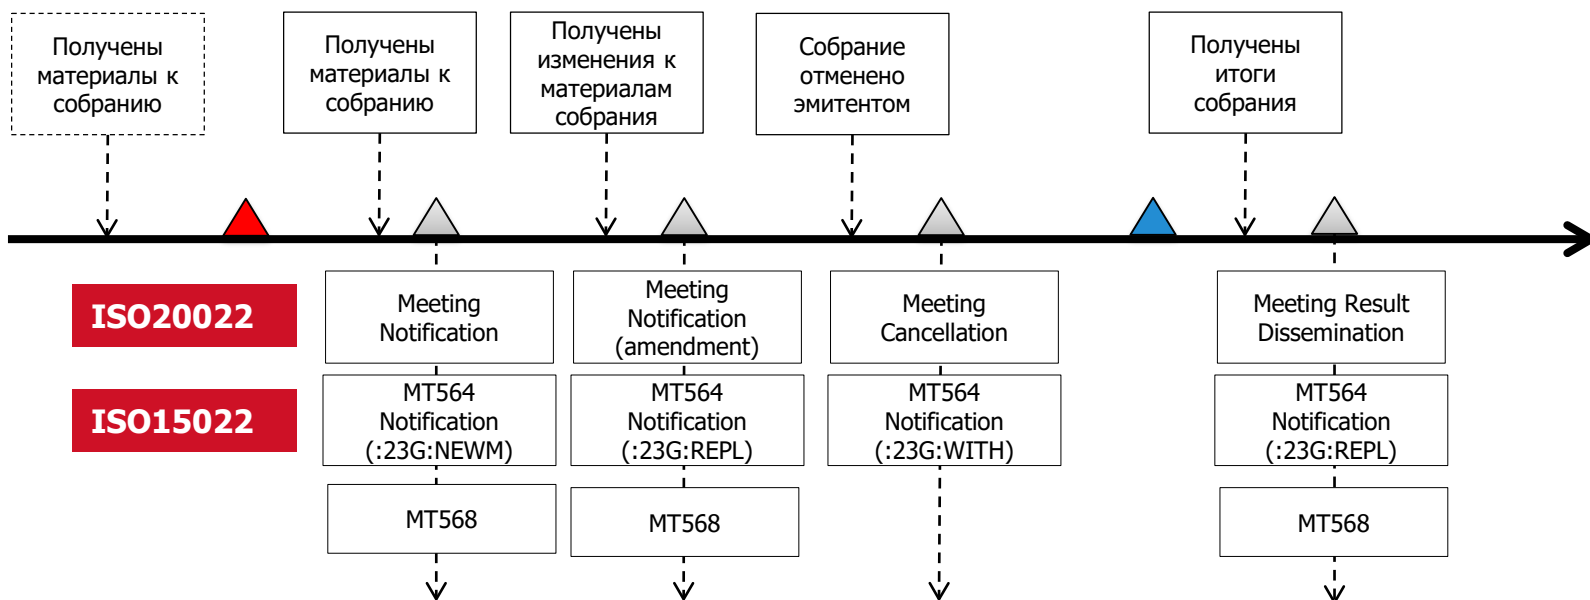 Получены
материалы к
собранию
Получены
материалы к
собранию
Получены
изменения к
материалам
собрания
Собрание
отменено
эмитентом
Получены
итоги
собрания
ISO20022
Meeting
Notification
Meeting
Notification
(amendment)
Meeting
Cancellation
Meeting Result
Dissemination
ISO15022
MT564
Notification
(:23G:NEWM)
MT564
Notification
(:23G:REPL)
MT564
Notification
(:23G:WITH)
MT564
Notification
(:23G:REPL)
MT568
MT568
MT568